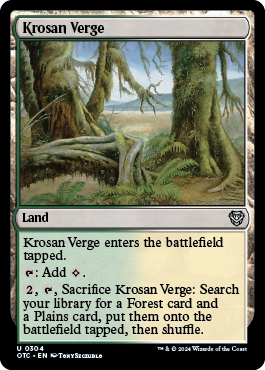 Krosan Verge
Land
Krosan Verge enters the battlefield
tapped.
: Add .
2, , Sacrifice Krosan Verge: Search
your library for a Forest card and
a Plains card, put them onto the
battlefield tapped, then shuffle.
U 0304
OTC • EN Tony Szczudlo
™ & © 2024 Wizards of the Coast